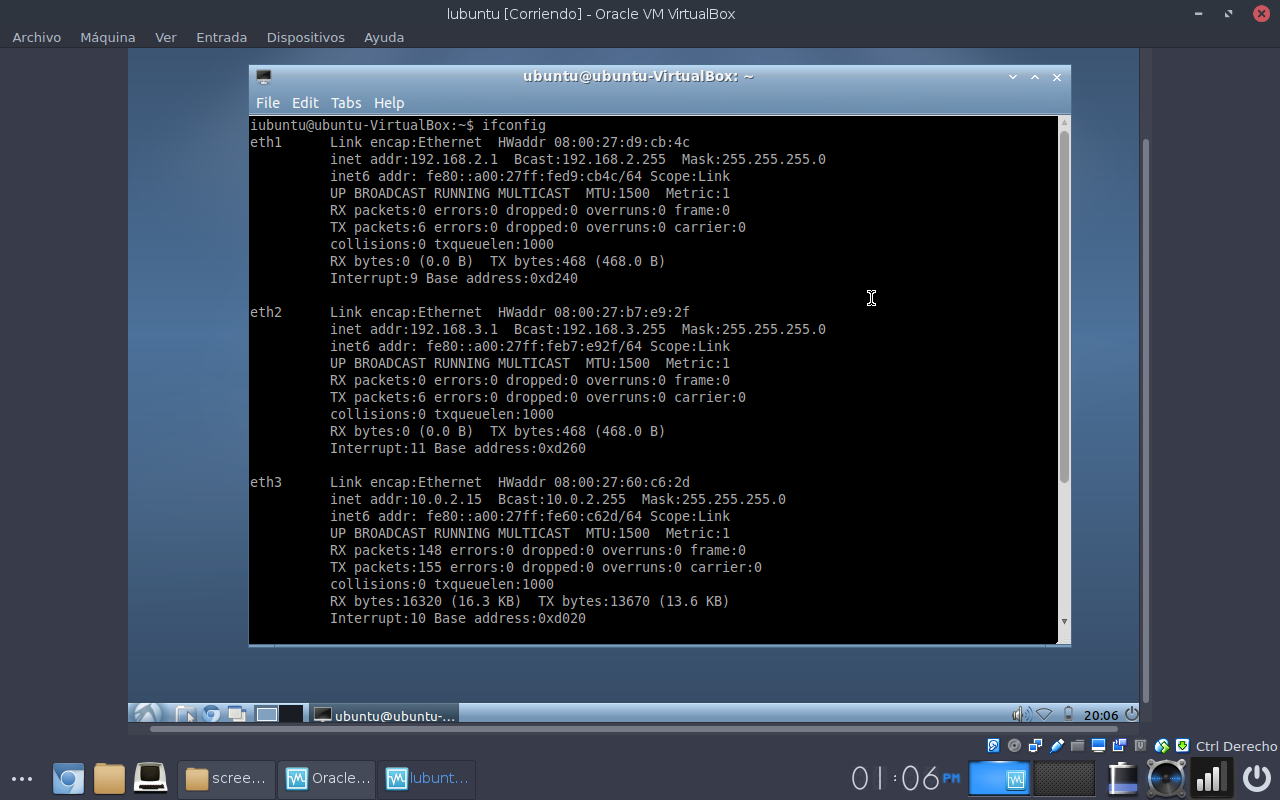 lubuntu [Corriendo] - Oracle VM VirtualBox
Archivo Máquina Ver Entrada Dispositivos Ayuda
ubuntu@ubuntu-VirtualBox: ~
File Edit Tabs Help
iubuntu@ubuntu-VirtualBox:~$ ifconfig
eth1      Link encap:Ethernet  HWaddr 08:00:27:d9:cb:4c
          inet addr:192.168.2.1  Bcast:192.168.2.255  Mask:255.255.255.0
          inet6 addr: fe80::a00:27ff:fed9:cb4c/64 Scope:Link
          UP BROADCAST RUNNING MULTICAST  MTU:1500  Metric:1
          RX packets:0 errors:0 dropped:0 overruns:0 frame:0
          TX packets:6 errors:0 dropped:0 overruns:0 carrier:0
          collisions:0 txqueuelen:1000
          RX bytes:0 (0.0 B)  TX bytes:468 (468.0 B)
          Interrupt:9 Base address:0xd240
eth2      Link encap:Ethernet  HWaddr 08:00:27:b7:e9:2f
          inet addr:192.168.3.1  Bcast:192.168.3.255  Mask:255.255.255.0
          inet6 addr: fe80::a00:27ff:feb7:e92f/64 Scope:Link
          UP BROADCAST RUNNING MULTICAST  MTU:1500  Metric:1
          RX packets:0 errors:0 dropped:0 overruns:0 frame:0
          TX packets:6 errors:0 dropped:0 overruns:0 carrier:0
          collisions:0 txqueuelen:1000
          RX bytes:0 (0.0 B)  TX bytes:468 (468.0 B)
          Interrupt:11 Base address:0xd260
eth3      Link encap:Ethernet  HWaddr 08:00:27:60:c6:2d
          inet addr:10.0.2.15  Bcast:10.0.2.255  Mask:255.255.255.0
          inet6 addr: fe80::a00:27ff:fe60:c62d/64 Scope:Link
          UP BROADCAST RUNNING MULTICAST  MTU:1500  Metric:1
          RX packets:148 errors:0 dropped:0 overruns:0 frame:0
          TX packets:155 errors:0 dropped:0 overruns:0 carrier:0
          collisions:0 txqueuelen:1000
          RX bytes:16320 (16.3 KB)  TX bytes:13670 (13.6 KB)
          Interrupt:10 Base address:0xd020
ubuntu@ubuntu-... 20:06
Ctrl Derecho
scree... Oracle... lubunt... 01:06 PM